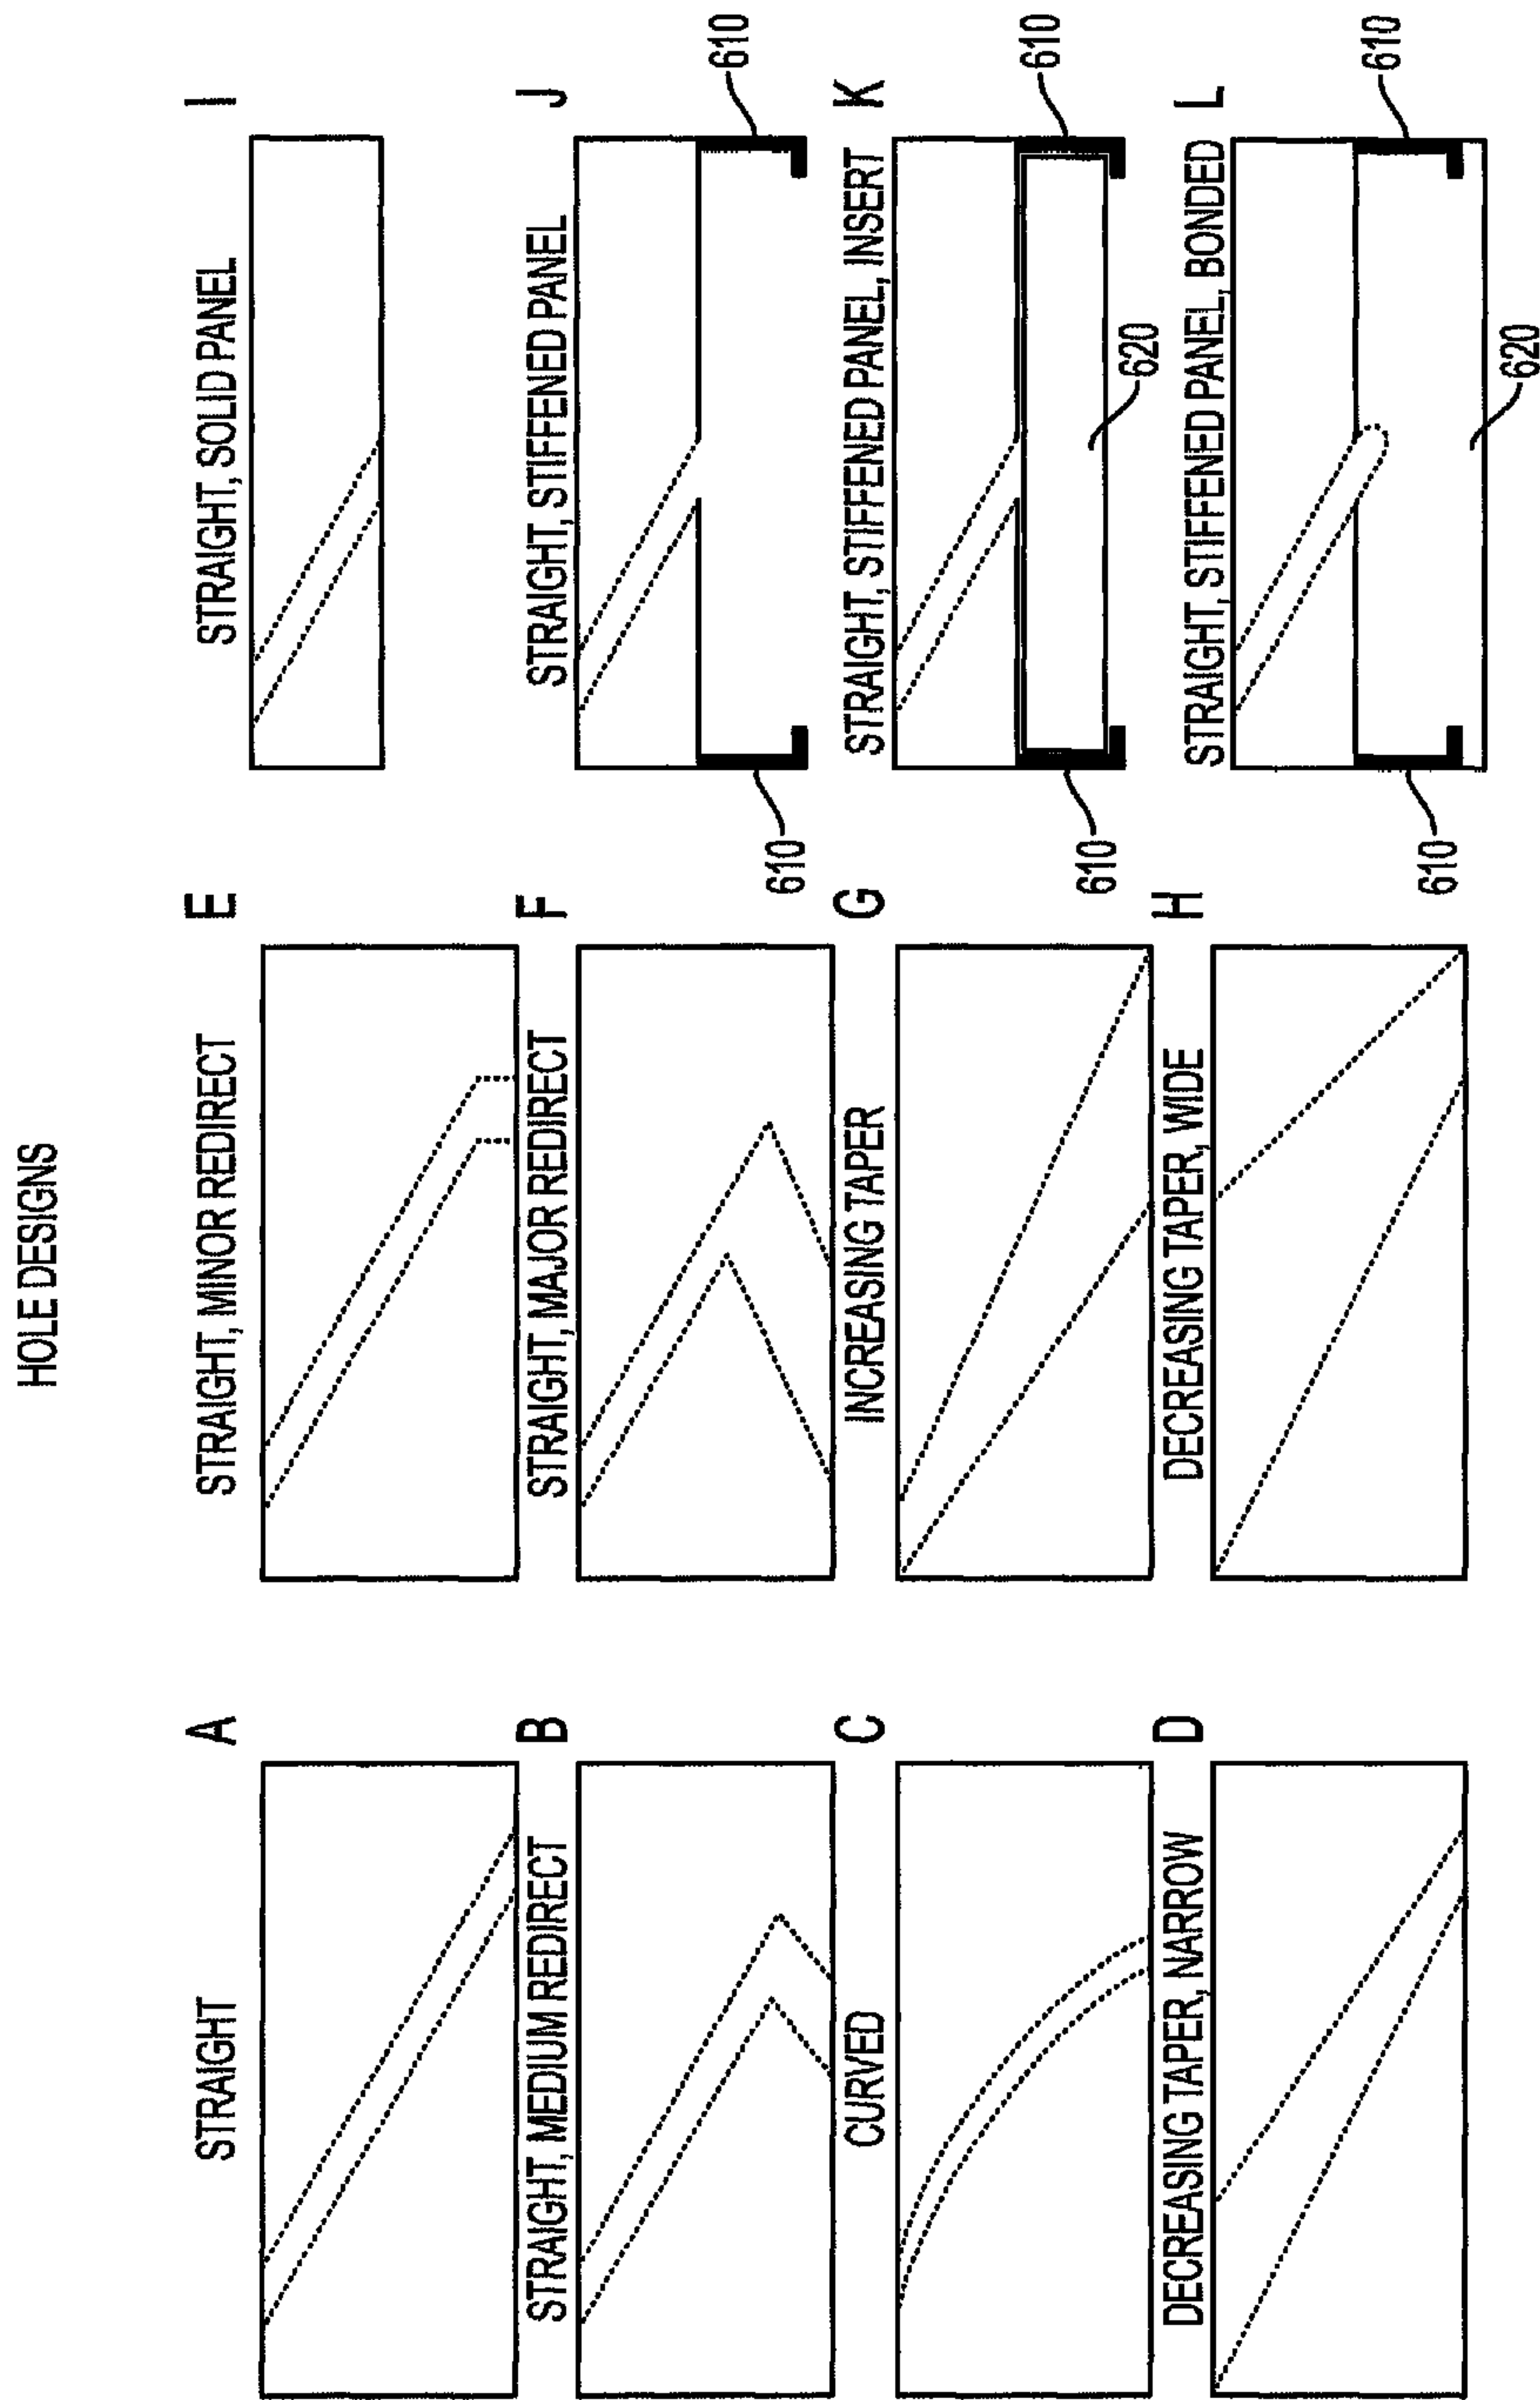 HOLE DESIGNS
STRAIGHT
A
STRAIGHT, MEDIUM REDIRECT
B
CURVED
C
DECREASING TAPER, NARROW
D
STRAIGHT, MINOR REDIRECT
E
STRAIGHT, MAJOR REDIRECT
F
INCREASING TAPER
G
DECREASING TAPER, WIDE
H
STRAIGHT, SOLID PANEL
I
STRAIGHT, STIFFENED PANEL
J
610
610
STRAIGHT, STIFFENED PANEL, INSERT
K
610
620
610
STRAIGHT, STIFFENED PANEL, BONDED
L
610
620
610